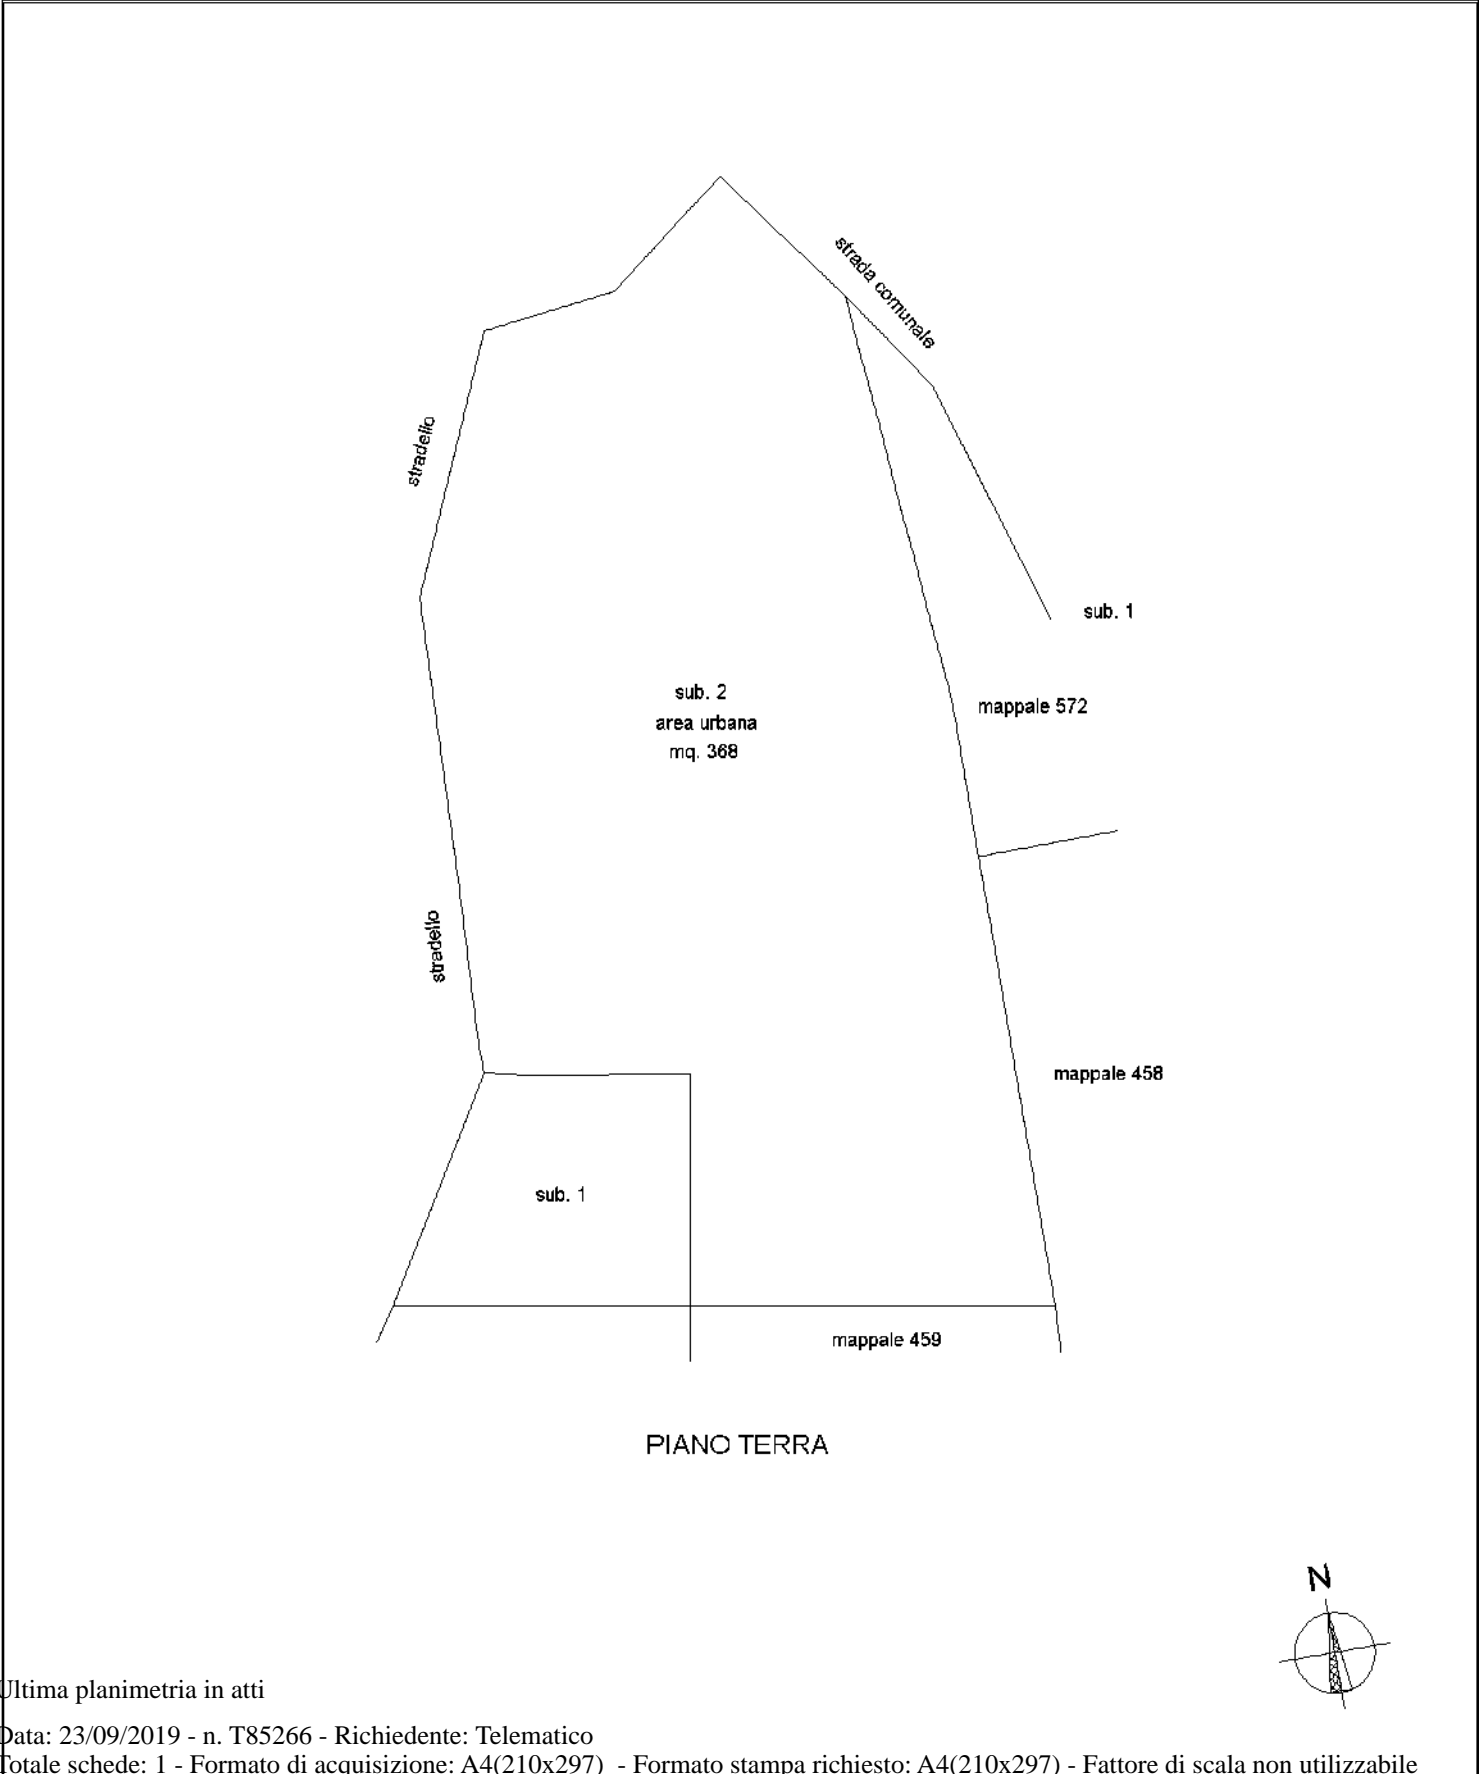 strada comunale
stradello
sub. 1
sub. 2
area urbana
mq. 368
mappale 572
stradello
mappale 458
sub. 1
mappale 459
PIANO TERRA
N
Ultima planimetria in atti
Data: 23/09/2019 - n. T85266 - Richiedente: Telematico
Totale schede: 1 - Formato di acquisizione: A4(210x297) - Formato stampa richiesto: A4(210x297) - Fattore di scala non utilizzabile